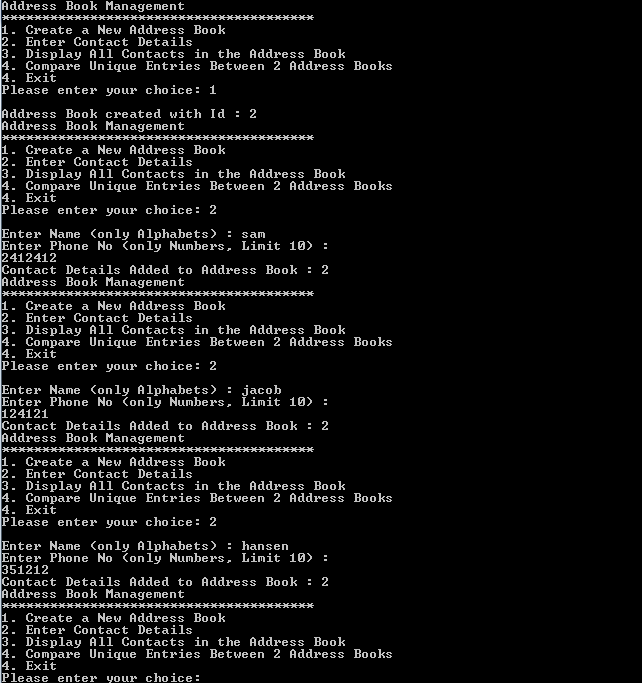 Address Book Management
***************************************
1. Create a New Address Book
2. Enter Contact Details
3. Display All Contacts in the Address Book
4. Compare Unique Entries Between 2 Address Books
4. Exit
Please enter your choice: 1
Address Book created with Id : 2
Address Book Management
***************************************
1. Create a New Address Book
2. Enter Contact Details
3. Display All Contacts in the Address Book
4. Compare Unique Entries Between 2 Address Books
4. Exit
Please enter your choice: 2
Enter Name (only Alphabets) : sam
Enter Phone No (only Numbers, Limit 10) :
2412412
Contact Details Added to Address Book : 2
Address Book Management
***************************************
1. Create a New Address Book
2. Enter Contact Details
3. Display All Contacts in the Address Book
4. Compare Unique Entries Between 2 Address Books
4. Exit
Please enter your choice: 2
Enter Name (only Alphabets) : jacob
Enter Phone No (only Numbers, Limit 10) :
124121
Contact Details Added to Address Book : 2
Address Book Management
***************************************
1. Create a New Address Book
2. Enter Contact Details
3. Display All Contacts in the Address Book
4. Compare Unique Entries Between 2 Address Books
4. Exit
Please enter your choice: 2
Enter Name (only Alphabets) : hansen
Enter Phone No (only Numbers, Limit 10) :
351212
Contact Details Added to Address Book : 2
Address Book Management
***************************************
1. Create a New Address Book
2. Enter Contact Details
3. Display All Contacts in the Address Book
4. Compare Unique Entries Between 2 Address Books
4. Exit
Please enter your choice: